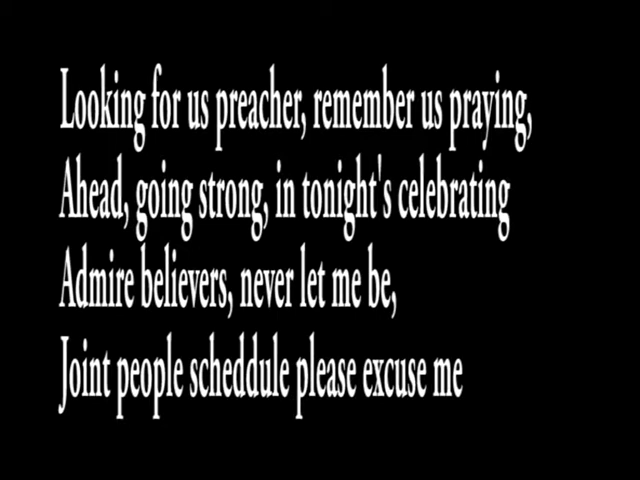 Looking for us preacher, remember us praying,
Ahead, going strong, in tonight's celebrating
Admire believers, never let me be,
Joint people scheddule please excuse me